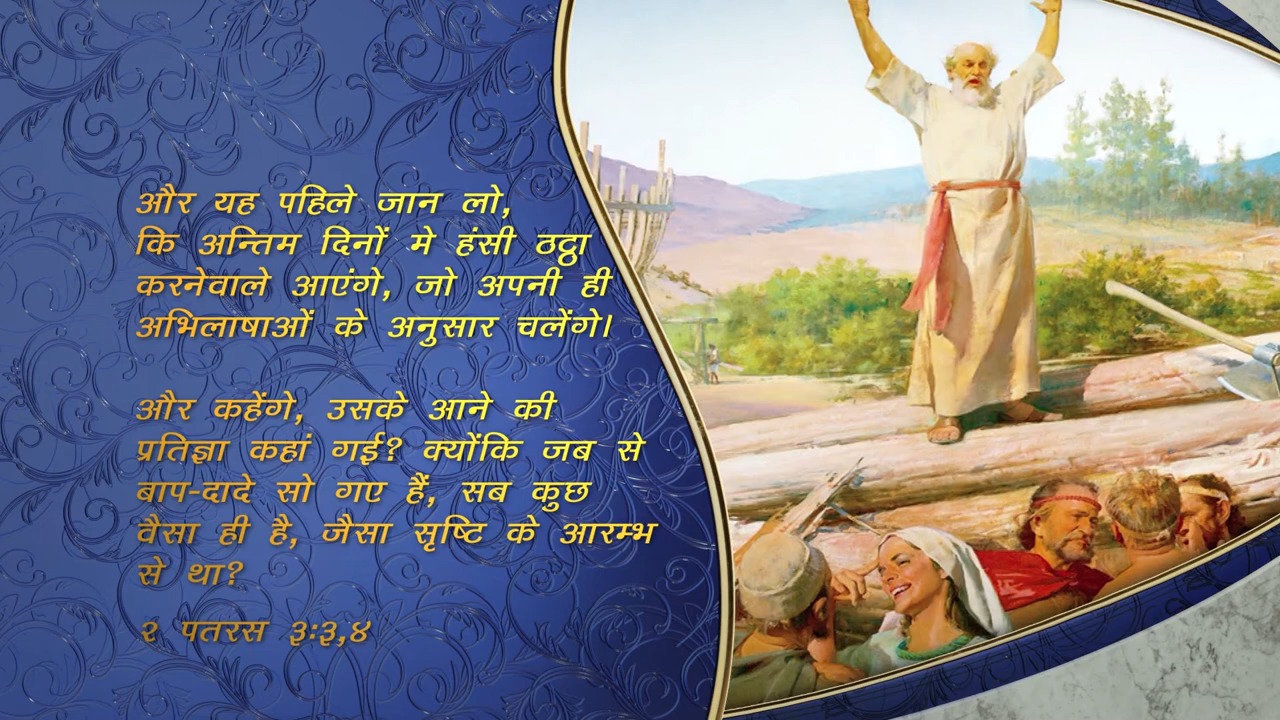 और यह पहिले जान लो,
कि अन्तिम दिनों मे हंसी ठट्ठा
करनेवाले आएंगे, जो अपनी ही
अभिलाषाओं के अनुसार चलेंगे।
और कहेंगे, उसके आने की
प्रतिज्ञा कहां गई? क्योंकि जब से
बाप-दादे सो गए हैं, सब कुछ
वैसा ही है, जैसा सृष्टि के आरम्भ
से था?
२ पतरस ३:३,४